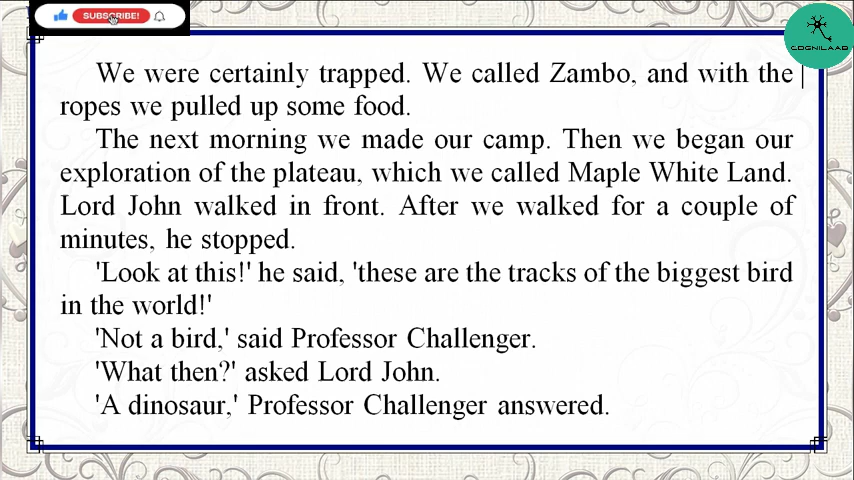 SUBSCRIBE!
COGNILAAB
We were certainly trapped. We called Zambo, and with the
ropes we pulled up some food.
The next morning we made our camp. Then we began our
exploration of the plateau, which we called Maple White Land.
Lord John walked in front. After we walked for a couple of
minutes, he stopped.
'Look at this!' he said, 'these are the tracks of the biggest bird
in the world!'
'Not a bird,' said Professor Challenger.
'What then?' asked Lord John.
'A dinosaur,' Professor Challenger answered.